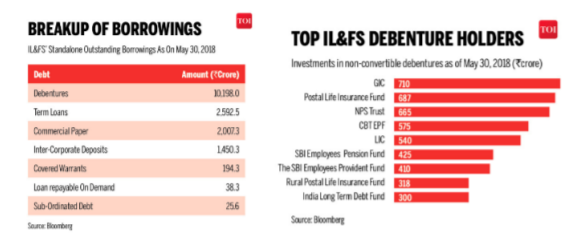 BREAKUP OF BORROWINGS
TOI
IL&FS' Standalone Outstanding Borrowings As On May 30, 2018
Debt Amount (₹Crore)
Debentures 10,198.0
Term Loans 2,592.5
Commercial Paper 2,007.3
Inter-Corporate Deposits 1,450.3
Covered Warrants 194.3
Loan repayable On Demand 38.3
Sub-Ordinated Debt 25.6
Source: Bloomberg
TOP IL&FS DEBENTURE HOLDERS
TOI
Investments in non-convertible debentures as of May 30, 2018 (₹crore)
GIC 710
Postal Life Insurance Fund 687
NPS Trust 665
CBT EPF 575
LIC 540
SBI Employees Pension Fund 425
The SBI Employees Provident Fund 410
Rural Postal Life Insurance Fund 318
India Long Term Debt Fund 300
Source: Bloomberg